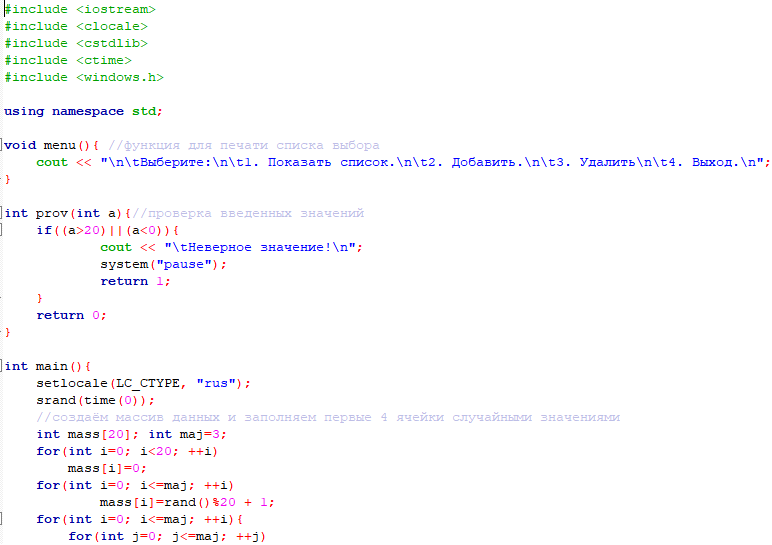 #include <iostream>
#include <clocale>
#include <cstdlib>
#include <ctime>
#include <windows.h>
using namespace std;
void menu(){ //функция для печати списка выбора
cout << "\n\tВыберите:\n\t1. Показать список.\n\t2. Добавить.\n\t3. Удалить\n\t4. Выход.\n";
}
int prov(int a){//проверка введенных значений
if((a>20)||(a<0)){
cout << "\tНеверное значение!\n";
system("pause");
return 1;
}
return 0;
}
int main(){
setlocale(LC_CTYPE, "rus");
srand(time(0));
//создаём массив данных и заполняем первые 4 ячейки случайными значениями
int mass[20]; int maj=3;
for(int i=0; i<20; ++i)
mass[i]=0;
for(int i=0; i<=maj; ++i)
mass[i]=rand()%20 + 1;
for(int i=0; i<=maj; ++i){
for(int j=0; j<=maj; ++j)